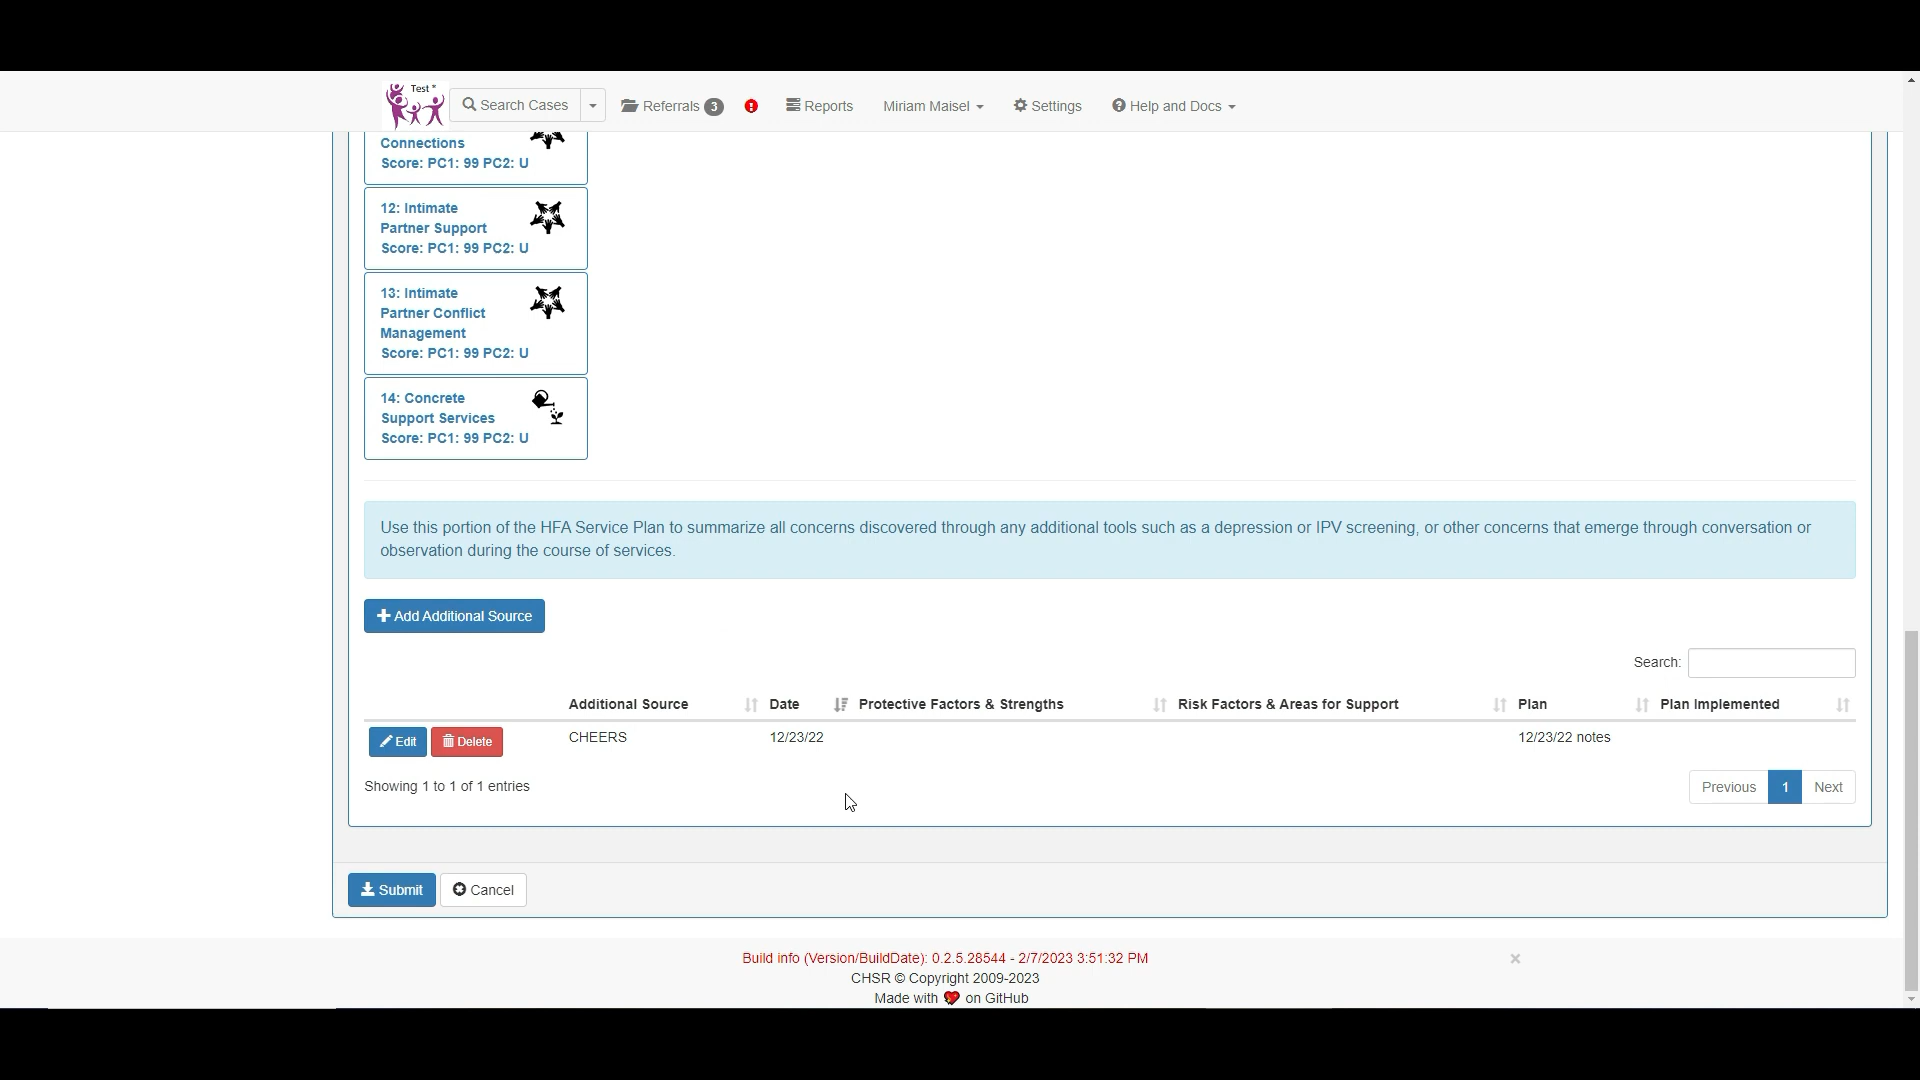 Test *
Search Cases
Referrals 3
Reports
Miriam Maisel
Settings
Help and Docs
Connections
Score: PC1: 99 PC2: U
12: Intimate
Partner Support
Score: PC1: 99 PC2: U
13: Intimate
Partner Conflict
Management
Score: PC1: 99 PC2: U
14: Concrete
Support Services
Score: PC1: 99 PC2: U
Use this portion of the HFA Service Plan to summarize all concerns discovered through any additional tools such as a depression or IPV screening, or other concerns that emerge through conversation or
observation during the course of services.
Add Additional Source
Search:
Additional Source Date Protective Factors & Strengths Risk Factors & Areas for Support Plan Plan Implemented
Edit Delete CHEERS 12/23/22 12/23/22 notes
Showing 1 to 1 of 1 entries
Previous 1 Next
Submit Cancel
Build info (Version/BuildDate): 0.2.5.28544 - 2/7/2023 3:51:32 PM
CHSR © Copyright 2009-2023
Made with ❤ on GitHub